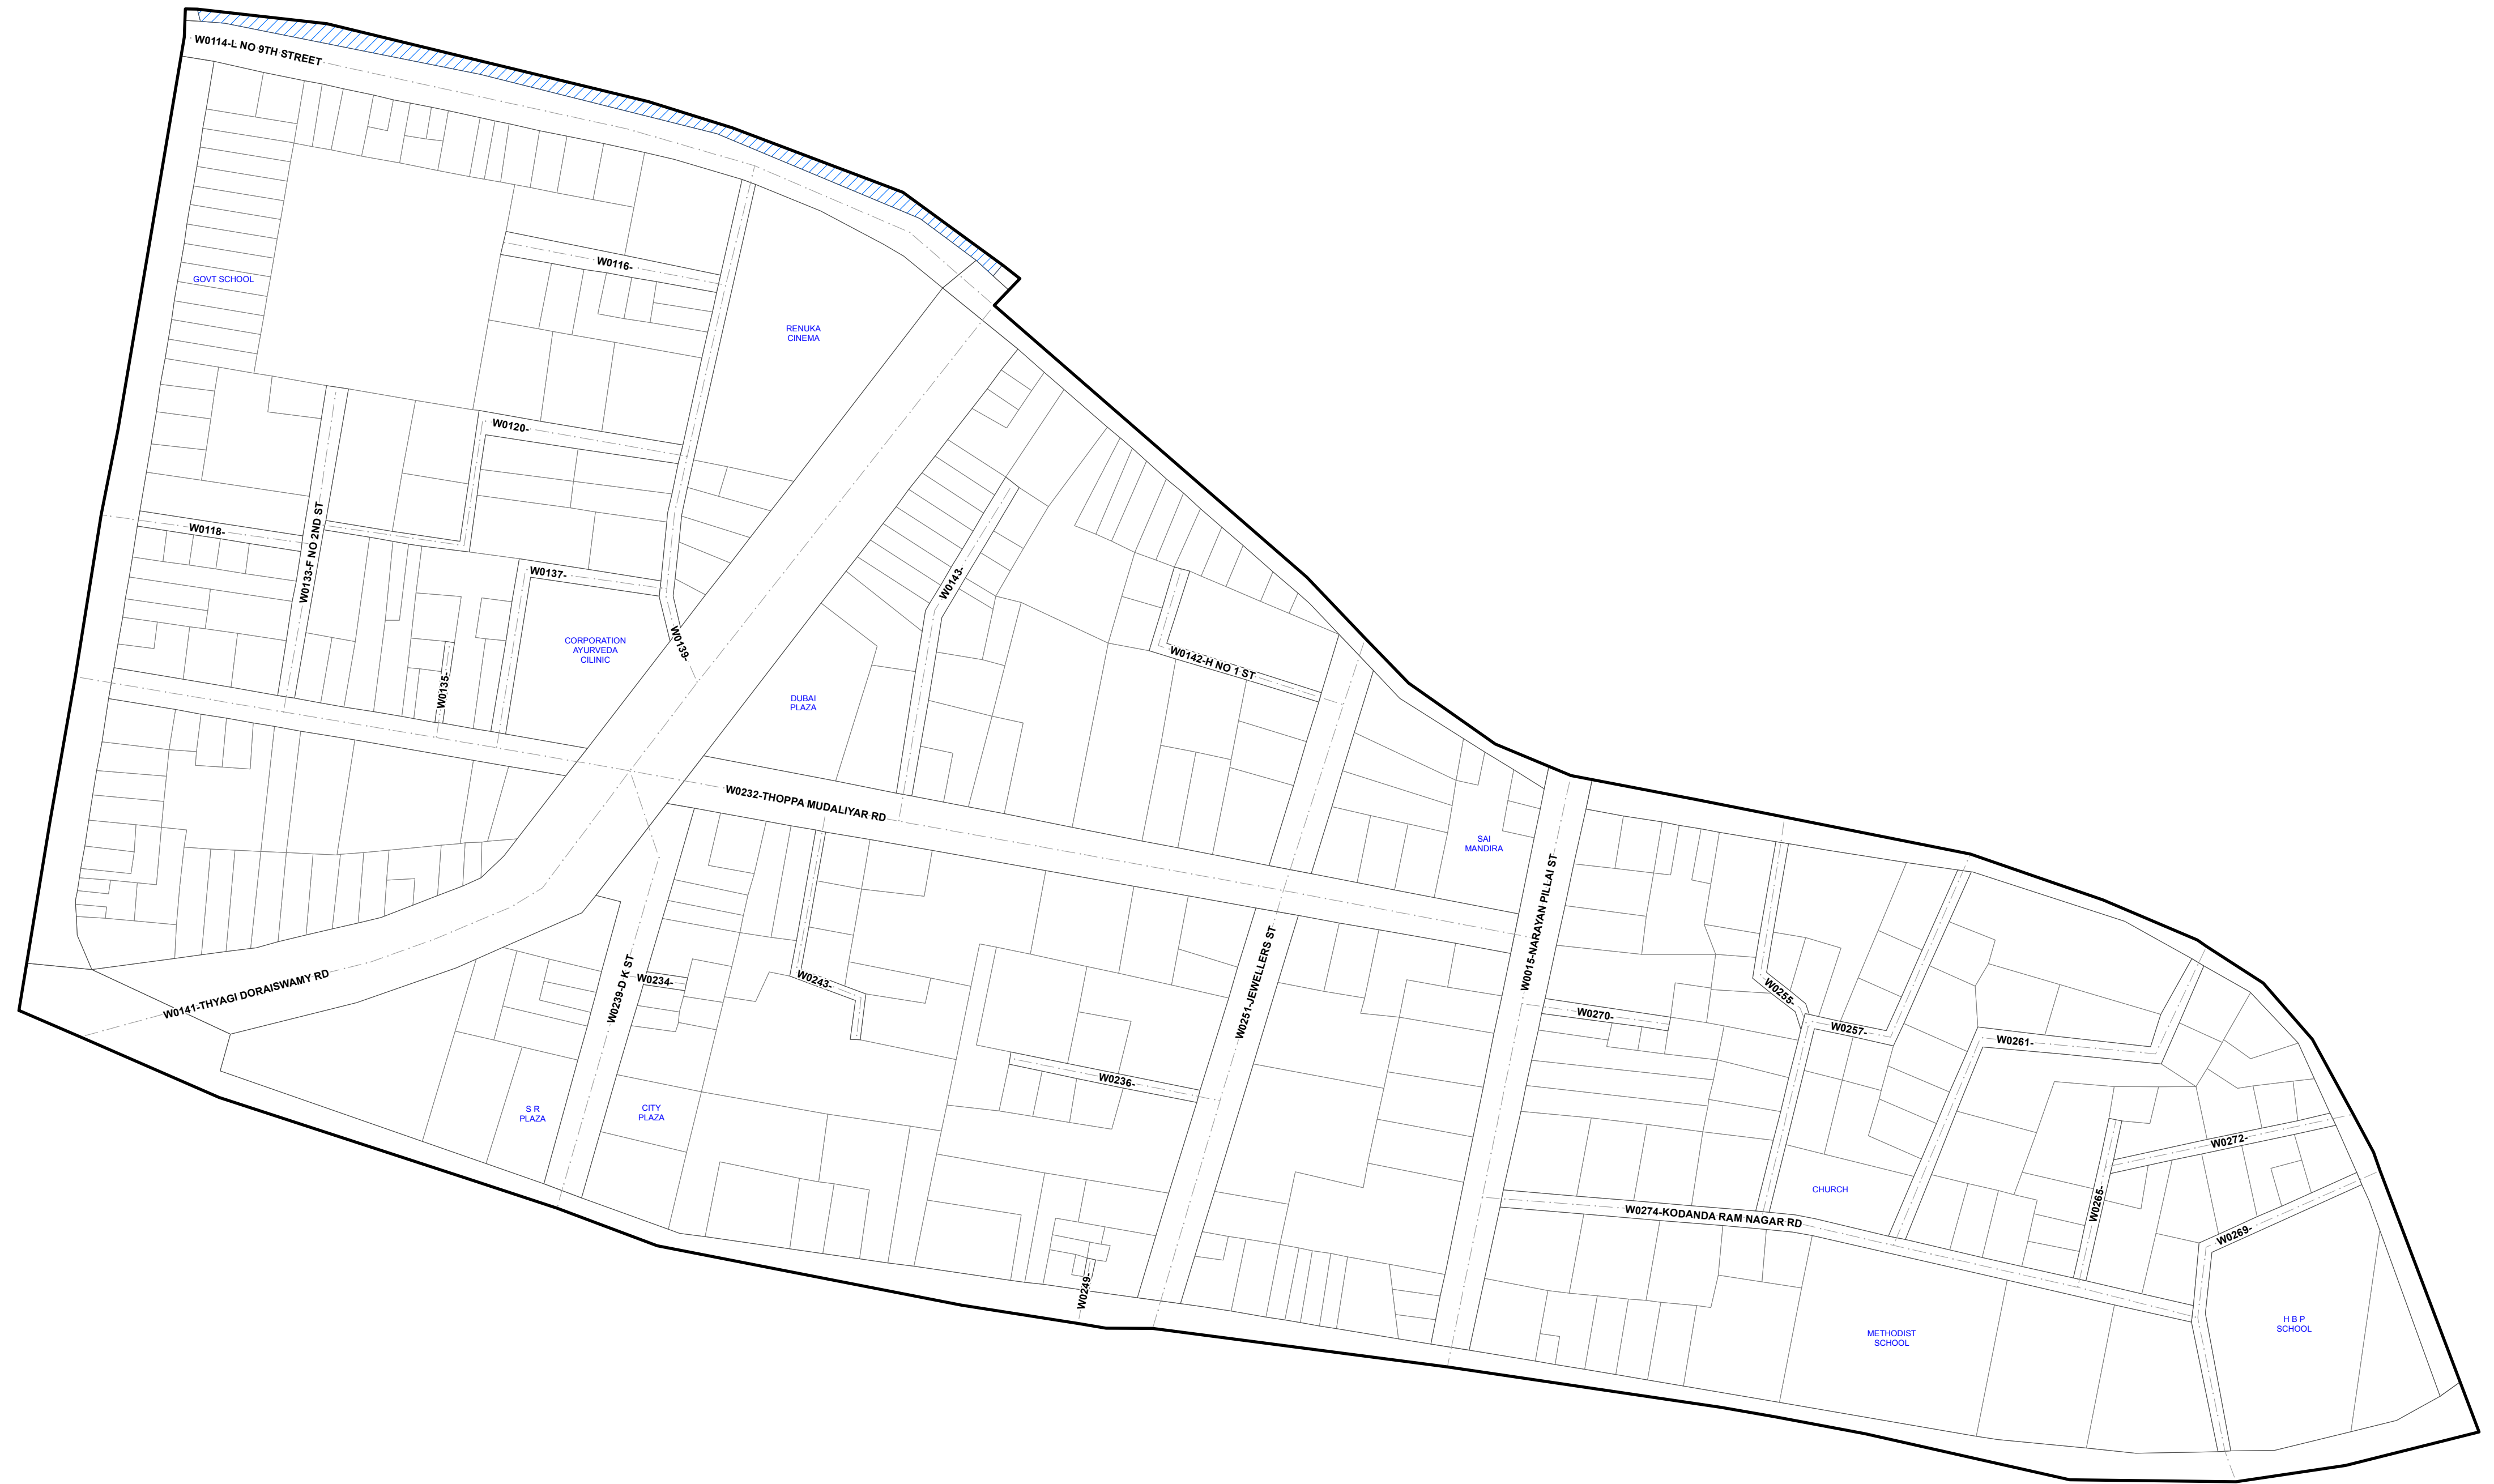 W0114-L NO 9TH STREET
GOVT SCHOOL
W0116-
RENUKA
CINEMA
W0120-
W0118-
W0133-F NO 2ND ST
W0137-
W0143-
CORPORATION
AYURVEDA
CILINIC
W0139-
W0135-
W0142-H NO 1 ST
DUBAI
PLAZA
W0232-THOPPA MUDALIYAR RD
SAI
MANDIRA
W0015-NARAYAN PILLAI ST
W0141-THYAGI DORAISWAMY RD
W0239-D K ST
W0234-
W0243-
W0251-JEWELLERS ST
W0255-
W0270-
W0257-
W0261-
W0236-
S R
PLAZA
CITY
PLAZA
W0272-
CHURCH
W0265-
W0274-KODANDA RAM NAGAR RD
W0269-
W0249-
METHODIST
SCHOOL
H B P
SCHOOL